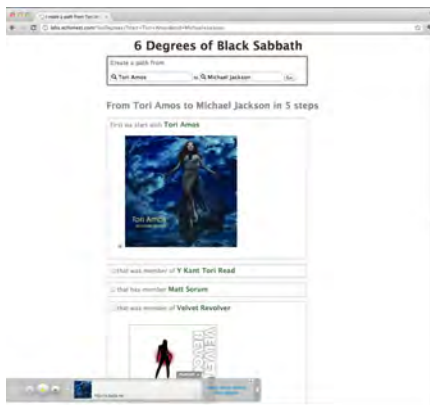 6 Degrees of Black Sabbath
Create a path from
Tori Amos to Michael Jackson
From Tori Amos to Michael Jackson in 5 steps
First we start with Tori Amos
Tori Amos
that was member of Y Kant Tori Read
that has member Matt Sorum
that was member of Velvet Revolver
VELVET